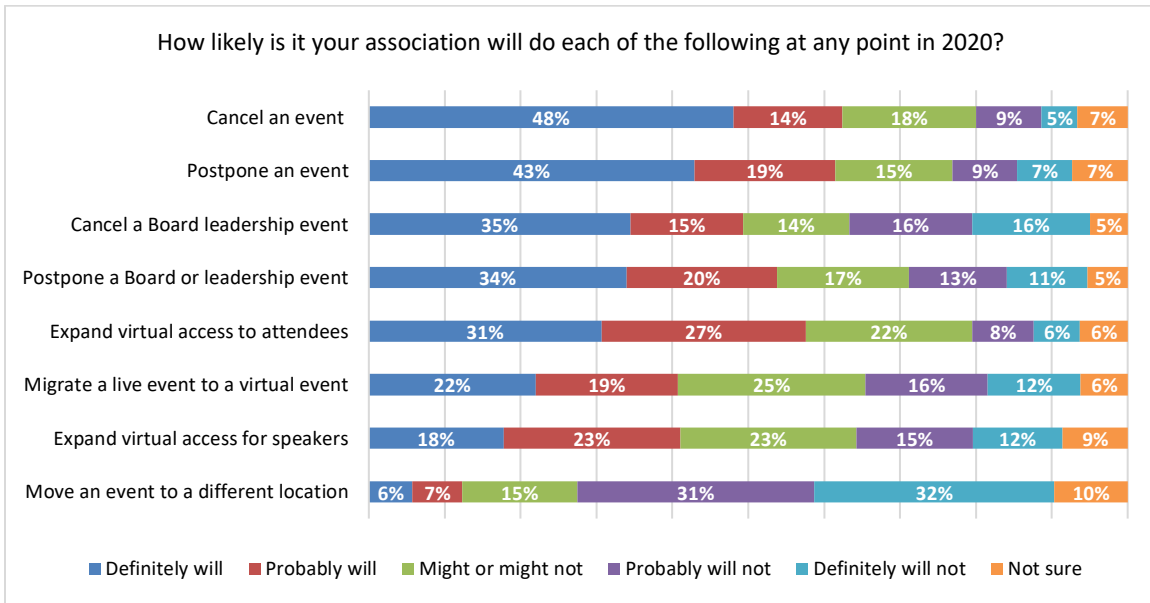 How likely is it your association will do each of the following at any point in 2020?
Cancel an event 48% 14% 18% 9% 5% 7%
Postpone an event 43% 19% 15% 9% 7% 7%
Cancel a Board leadership event 35% 15% 14% 16% 16% 5%
Postpone a Board or leadership event 34% 20% 17% 13% 11% 5%
Expand virtual access to attendees 31% 27% 22% 8% 6% 6%
Migrate a live event to a virtual event 22% 19% 25% 16% 12% 6%
Expand virtual access for speakers 18% 23% 23% 15% 12% 9%
Move an event to a different location 6% 7% 15% 31% 32% 10%
Definitely will Probably will Might or might not Probably will not Definitely will not Not sure